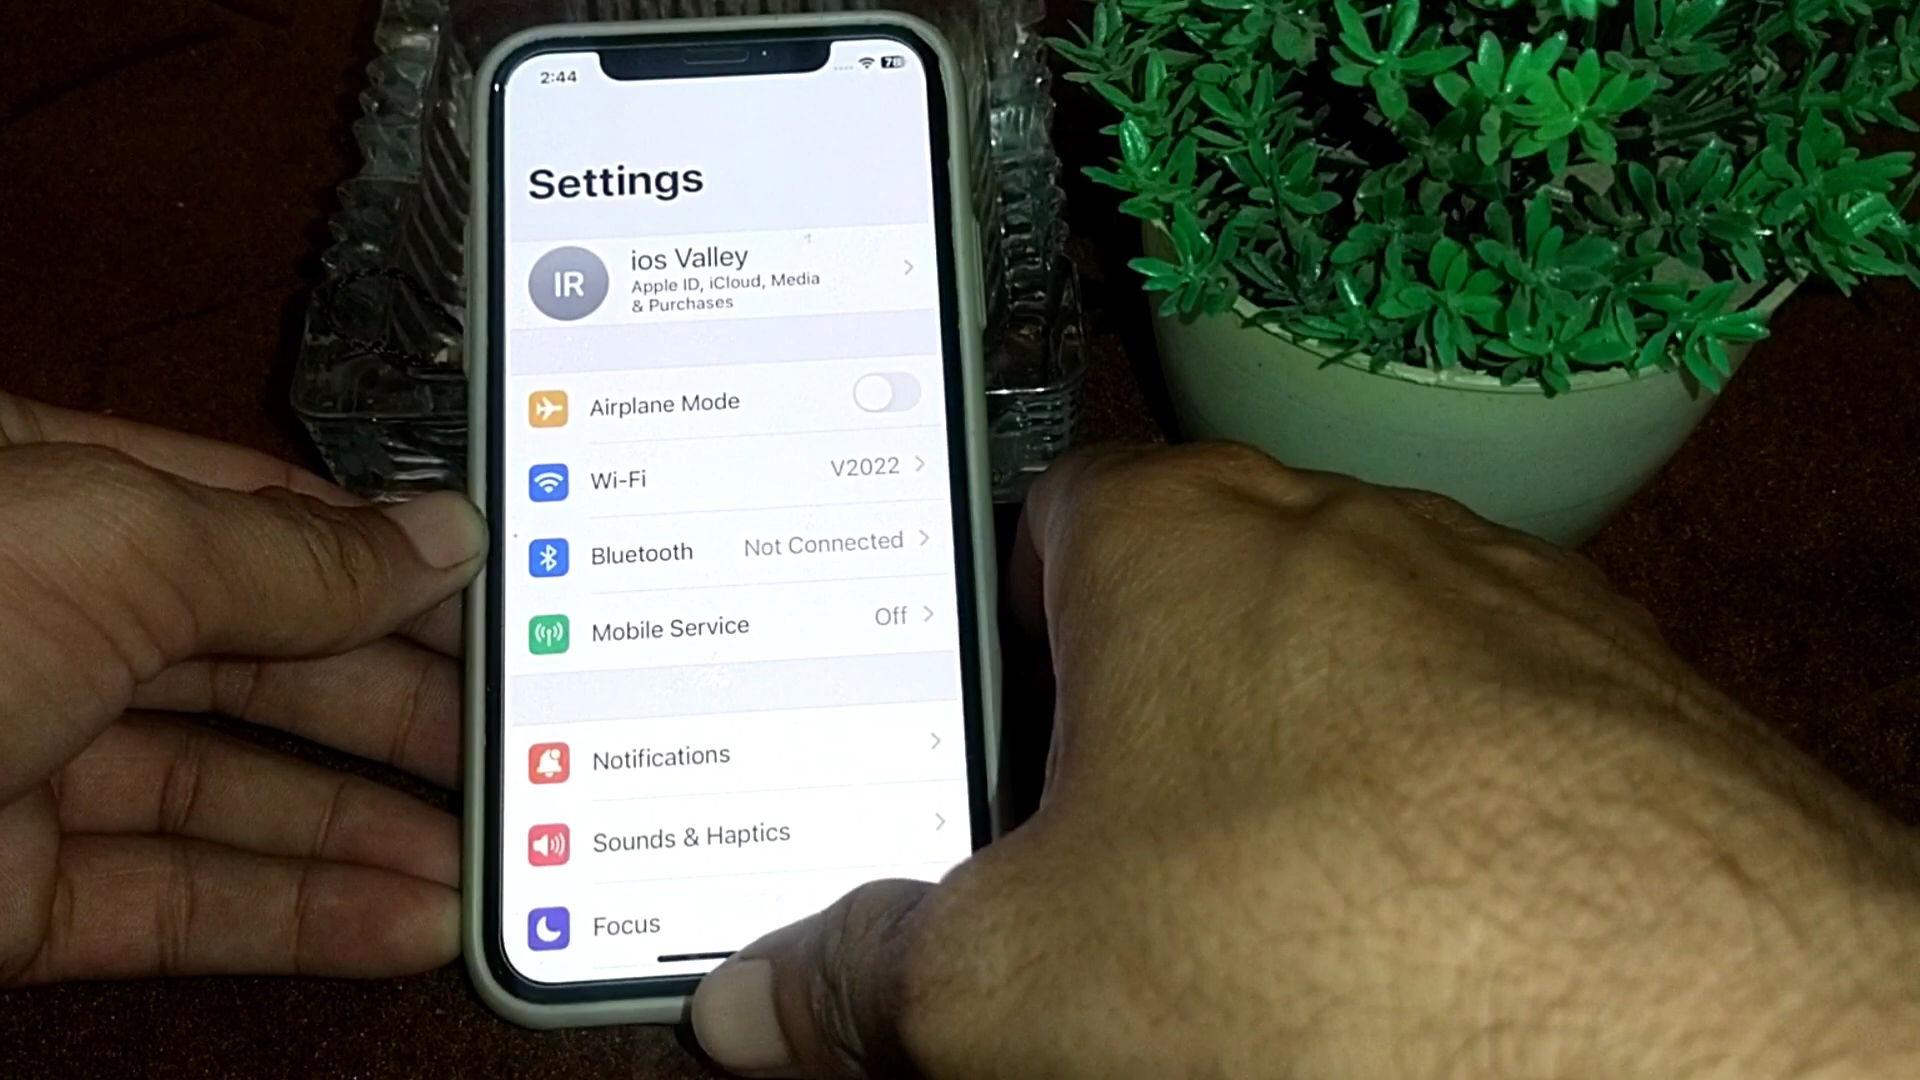 2:44
78
Settings
IR
ios Valley
Apple ID, iCloud, Media
& Purchases
Airplane Mode
Wi-Fi V2022
Bluetooth Not Connected
Mobile Service Off
Notifications
Sounds & Haptics
Focus